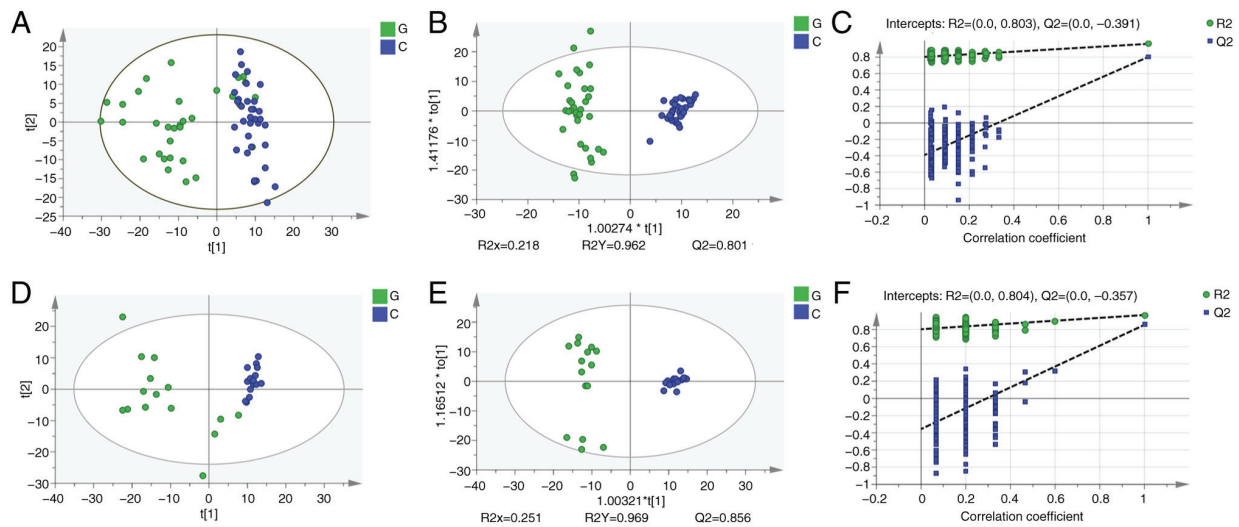 A
G
C
t[2]
20
15
10
5
0
−5
−10
−15
−20
−25
−40
−30
−20
−10
0
10
20
30
t[1]
B
G
C
1.41176 * to[1]
20
10
0
−10
−20
−30
−30
−20
−10
0
10
20
1.00274 * t[1]
R2x=0.218 R2Y=0.962 Q2=0.801
C
Intercepts: R2=(0.0, 0.803), Q2=(0.0, −0.391)
R2
Q2
0.8
0.6
0.4
0.2
0
−0.2
−0.4
−0.6
−0.8
−1
−0.2
0
0.2
0.4
0.6
0.8
1
Correlation coefficient
D
G
C
t[2]
20
10
0
−10
−20
−30
−30
−20
−10
0
10
20
30
t[1]
E
G
C
1.16512 * to[1]
20
10
0
−10
−20
−30
−30
−20
−10
0
10
20
30
1.00321*t[1]
R2x=0.251 R2Y=0.969 Q2=0.856
F
Intercepts: R2=(0.0, 0.804), Q2=(0.0, −0.357)
R2
Q2
0.8
0.6
0.4
0.2
0
−0.2
−0.4
−0.6
−0.8
−1
−0.2
0
0.2
0.4
0.6
0.8
1
Correlation coefficient